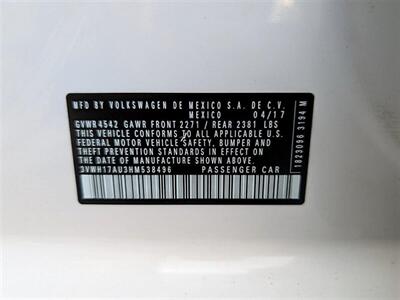 MFD BY VOLKSWAGEN DE MEXICO S.A. DE C.V.
MEXICO 04/17
GVWR4542 GAWR FRONT 2271 / REAR 2381 LBS
THIS VEHICLE CONFORMS TO ALL APPLICABLE U.S.
FEDERAL MOTOR VEHICLE SAFETY, BUMPER AND
THEFT PREVENTION STANDARDS IN EFFECT ON THE
DATE OF MANUFACTURE SHOWN ABOVE.
3VWH17AU3HM538496 PASSENGER CAR
1823096 3194 M